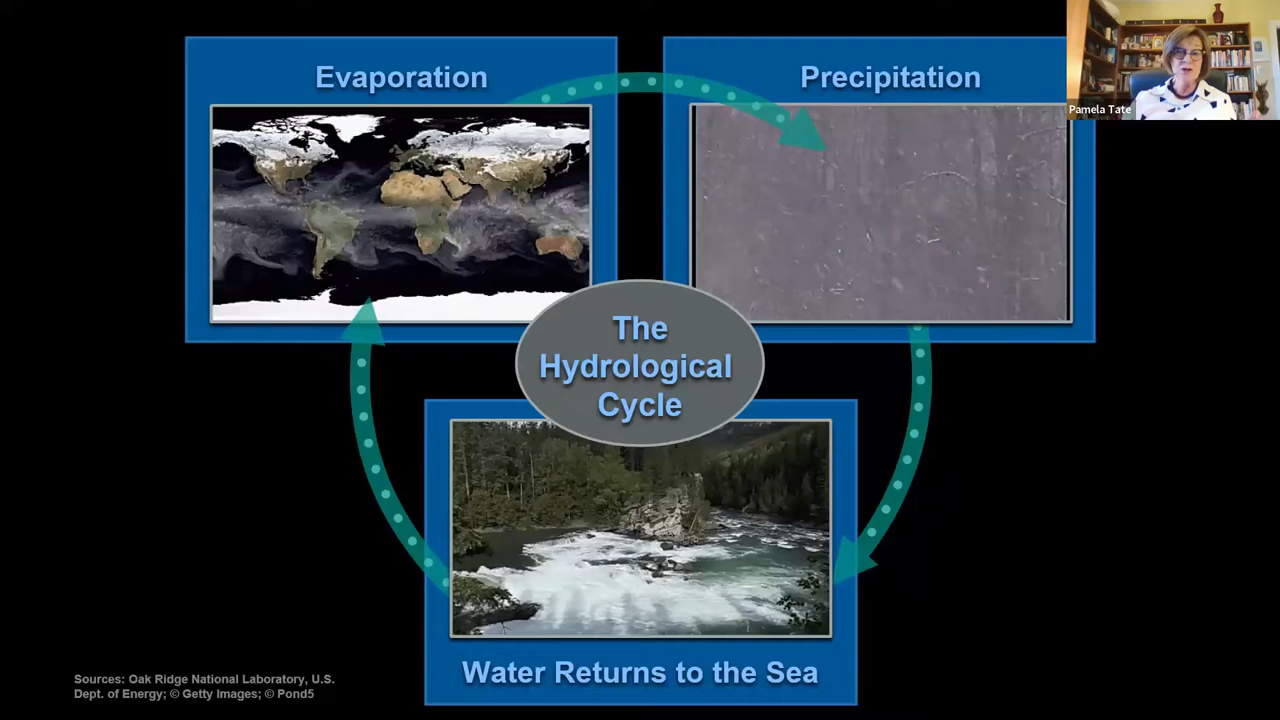 Evaporation
Precipitation
Pamela Tate
The
Hydrological
Cycle
Water Returns to the Sea
Sources: Oak Ridge National Laboratory, U.S.
Dept. of Energy; © Getty Images; © Pond5